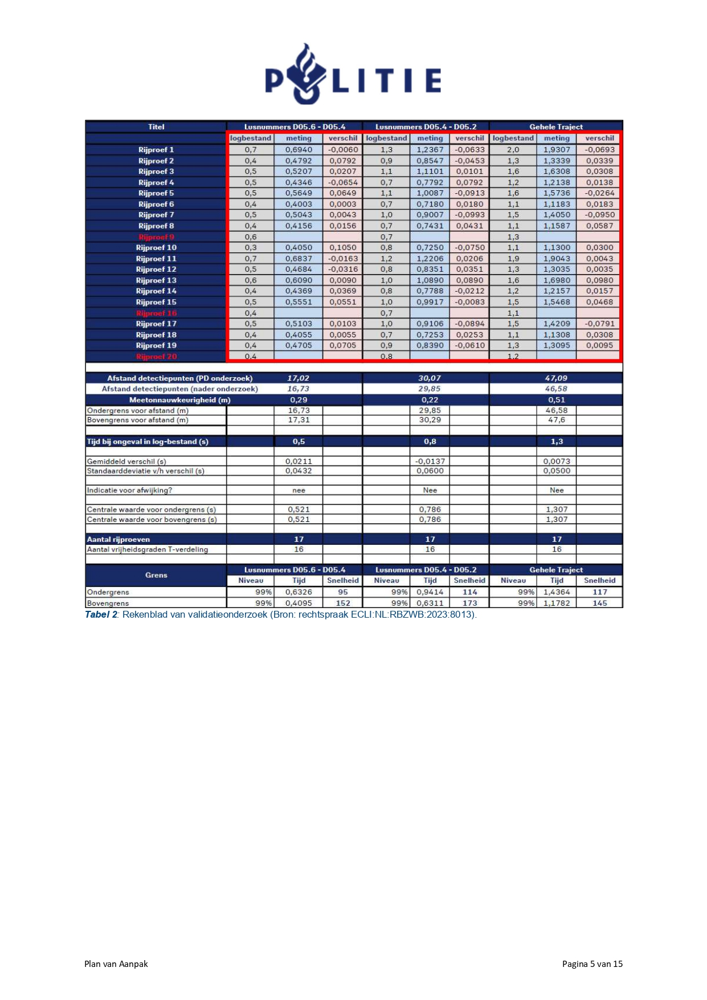 POLITIE
Titel Lusnummers D05.6 - D05.4 Lusnummers D05.4 - D05.2 Gehele Traject
logbestand meting verschil logbestand meting verschil logbestand meting verschil
Rijproef 1 0,7 0,6940 -0,0060 1,3 1,2367 -0,0633 2,0 1,9307 -0,0693
Rijproef 2 0,4 0,4792 0,0792 0,9 0,8547 -0,0453 1,3 1,3339 0,0339
Rijproef 3 0,5 0,5207 0,0207 1,1 1,1101 0,0101 1,6 1,6308 0,0308
Rijproef 4 0,5 0,4346 -0,0654 0,7 0,7792 0,0792 1,2 1,2138 0,0138
Rijproef 5 0,5 0,5649 0,0649 1,1 1,0087 -0,0913 1,6 1,5736 -0,0264
Rijproef 6 0,4 0,4003 0,0003 0,7 0,7180 0,0180 1,1 1,1183 0,0183
Rijproef 7 0,5 0,5043 0,0043 1,0 0,9007 -0,0993 1,5 1,4050 -0,0950
Rijproef 8 0,4 0,4156 0,0156 0,7 0,7431 0,0431 1,1 1,1587 0,0587
Rijproef 9 0,6 0,7 1,3
Rijproef 10 0,3 0,4050 0,1050 0,8 0,7250 -0,0750 1,1 1,1300 0,0300
Rijproef 11 0,7 0,6837 -0,0163 1,2 1,2206 0,0206 1,9 1,9043 0,0043
Rijproef 12 0,5 0,4684 -0,0316 0,8 0,8351 0,0351 1,3 1,3035 0,0035
Rijproef 13 0,6 0,6090 0,0090 1,0 1,0890 0,0890 1,6 1,6980 0,0980
Rijproef 14 0,4 0,4369 0,0369 0,8 0,7788 -0,0212 1,2 1,2157 0,0157
Rijproef 15 0,5 0,5551 0,0551 1,0 0,9917 -0,0083 1,5 1,5468 0,0468
Rijproef 16 0,4 0,7 1,1
Rijproef 17 0,5 0,5103 0,0103 1,0 0,9106 -0,0894 1,5 1,4209 -0,0791
Rijproef 18 0,4 0,4055 0,0055 0,7 0,7253 0,0253 1,1 1,1308 0,0308
Rijproef 19 0,4 0,4705 0,0705 0,9 0,8390 -0,0610 1,3 1,3095 0,0095
Rijproef 20 0,4 0,8 1,2
Afstand detectiepunten (PD onderzoek) 17,02 30,07 47,09
Afstand detectiepunten (nader onderzoek) 16,73 29,85 46,58
Meetonnauwkeurigheid (m) 0,29 0,22 0,51
Ondergrens voor afstand (m) 16,73 29,85 46,58
Bovengrens voor afstand (m) 17,31 30,29 47,6
Tijd bij ongeval in log-bestand (s) 0,5 0,8 1,3
Gemiddeld verschil (s) 0,0211 -0,0137 0,0073
Standaarddeviatie v/h verschil (s) 0,0432 0,0600 0,0500
Indicatie voor afwijking? nee Nee Nee
Centrale waarde voor ondergrens (s) 0,521 0,786 1,307
Centrale waarde voor bovengrens (s) 0,521 0,786 1,307
Aantal rijproeven 17 17 17
Aantal vrijheidsgraden T-verdeling 16 16 16
Grens Lusnummers D05.6 - D05.4 Lusnummers D05.4 - D05.2 Gehele Traject
Niveau Tijd Snelheid Niveau Tijd Snelheid Niveau Tijd Snelheid
Ondergrens 99% 0,6326 95 99% 0,9414 114 99% 1,4364 117
Bovengrens 99% 0,4095 152 99% 0,6311 173 99% 1,1782 145
Tabel 2: Rekenblad van validatieonderzoek (Bron: rechtspraak ECLI:NL:RBZWB:2023:8013).
Plan van Aanpak Pagina 5 van 15